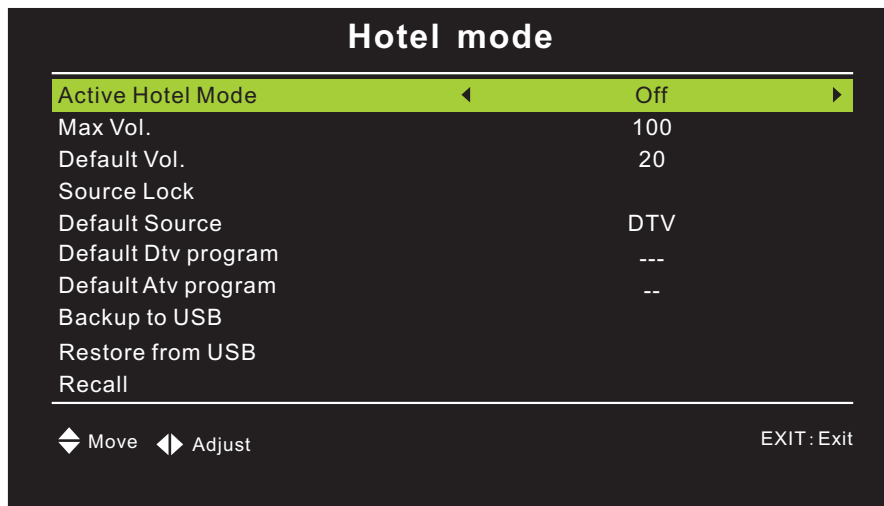 Hotel mode
Active Hotel Mode Off
Max Vol. 100
Default Vol. 20
Source Lock
Default Source DTV
Default Dtv program ---
Default Atv program --
Backup to USB
Restore from USB
Recall
Move Adjust EXIT: Exit